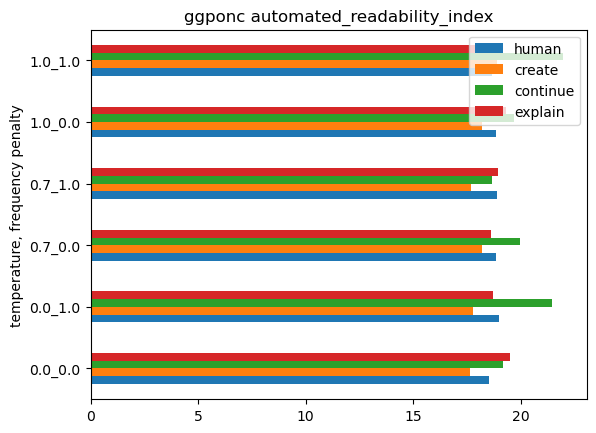 ggponc automated_readability_index
human
create
continue
explain
temperature, frequency penalty
1.0_1.0
1.0_0.0
0.7_1.0
0.7_0.0
0.0_1.0
0.0_0.0
0 5 10 15 20